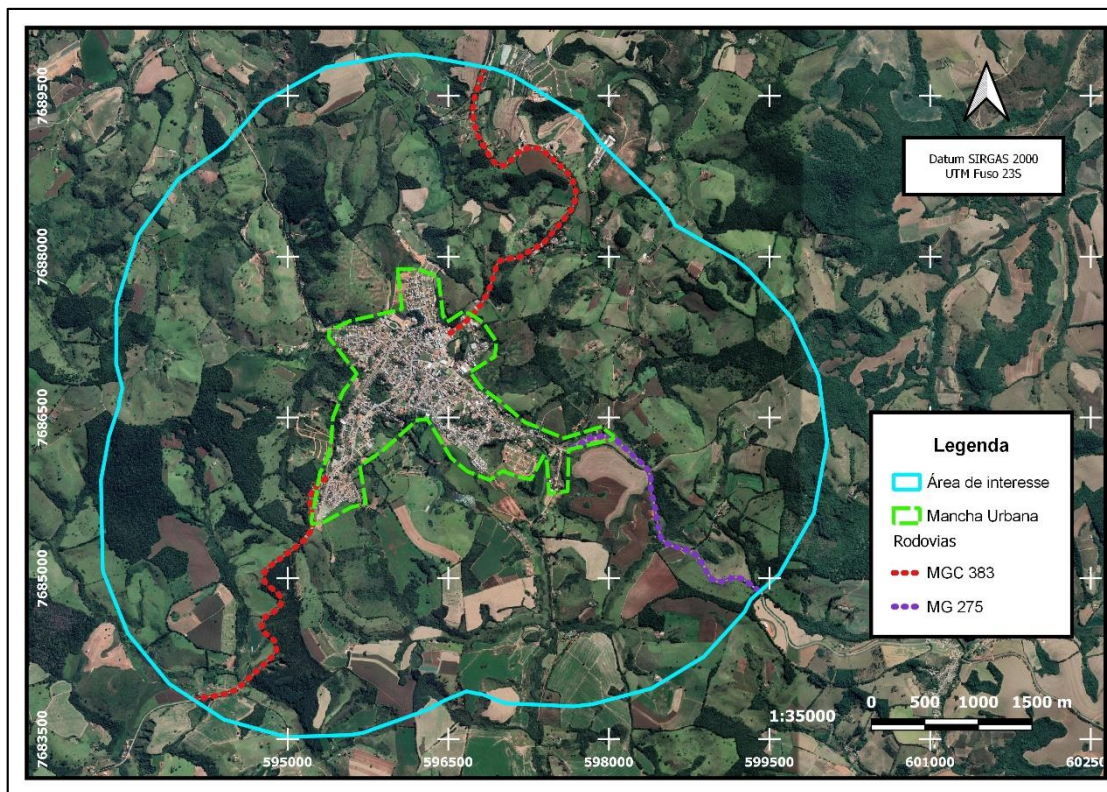 7689500
7688000
7686500
7685000
7683500
Datum SIRGAS 2000
UTM Fuso 23S
Legenda
Área de interesse
Mancha Urbana
Rodovias
MGC 383
MG 275
0 500 1000 1500 m
1:35000
595000 596500 598000 599500 601000 60250